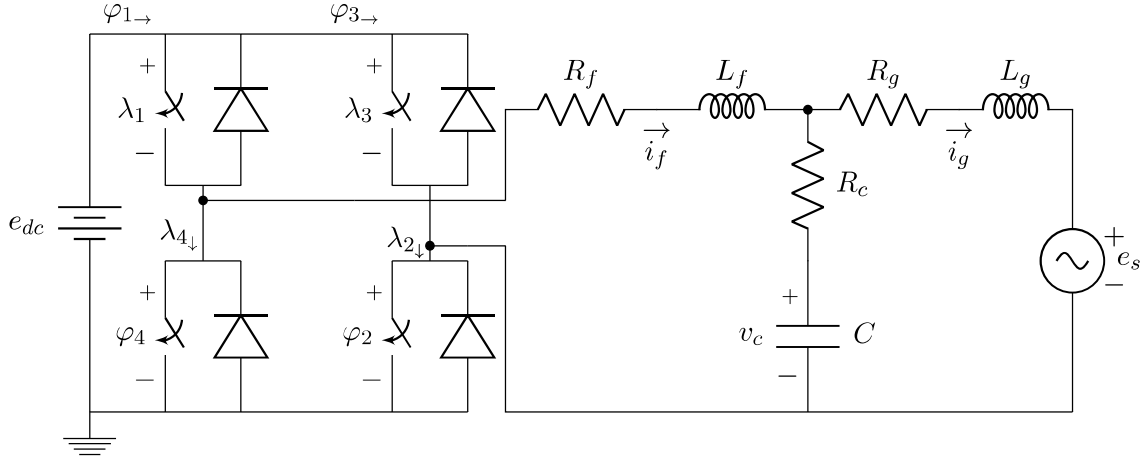 φ₁→ φ₃→
+ +
R_f L_f R_g L_g
λ₁ λ₃
− −
→ →
i_f i_g
R_c
e_dc
λ₄↓ λ₂↓
+
e_s
−
+ + +
φ₄ φ₂
v_c C
− − −